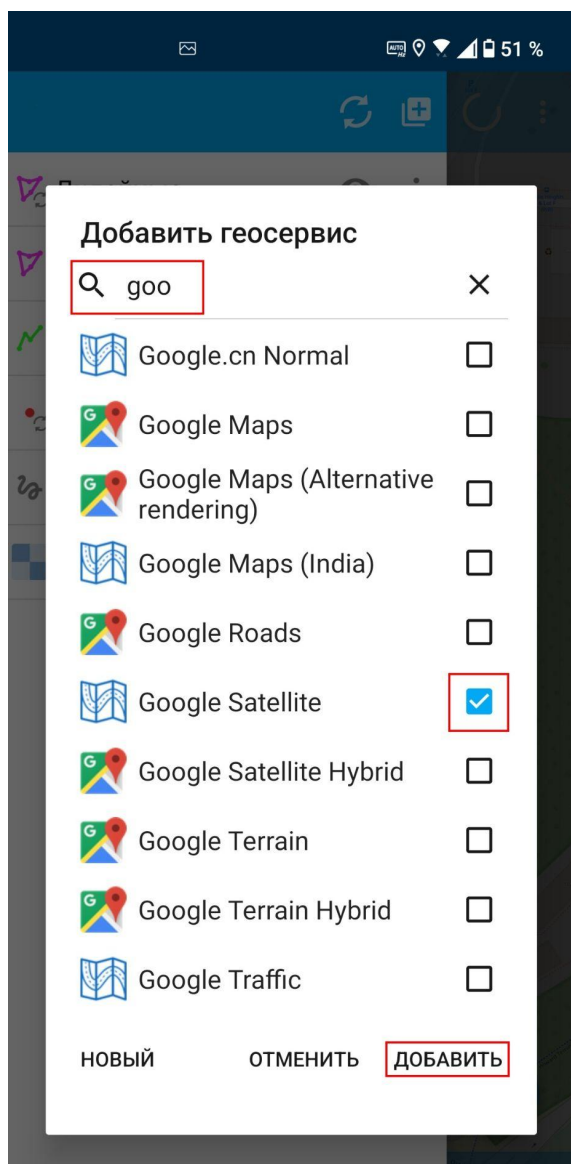 51 %
Добавить геосервис
goo
Google.cn Normal
Google Maps
Google Maps (Alternative
rendering)
Google Maps (India)
Google Roads
Google Satellite
Google Satellite Hybrid
Google Terrain
Google Terrain Hybrid
Google Traffic
НОВЫЙ ОТМЕНИТЬ ДОБАВИТЬ